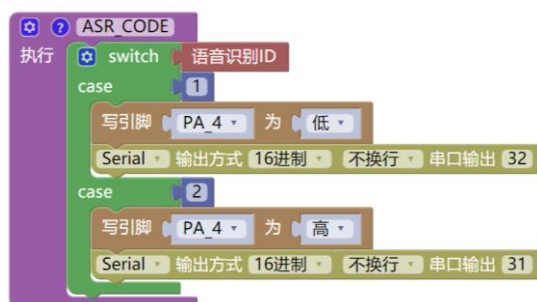 ASR_CODE
执行 switch 语音识别ID
case 1
写引脚 PA_4 为 低
Serial 输出方式 16进制 不换行 串口输出 32
case 2
写引脚 PA_4 为 高
Serial 输出方式 16进制 不换行 串口输出 31